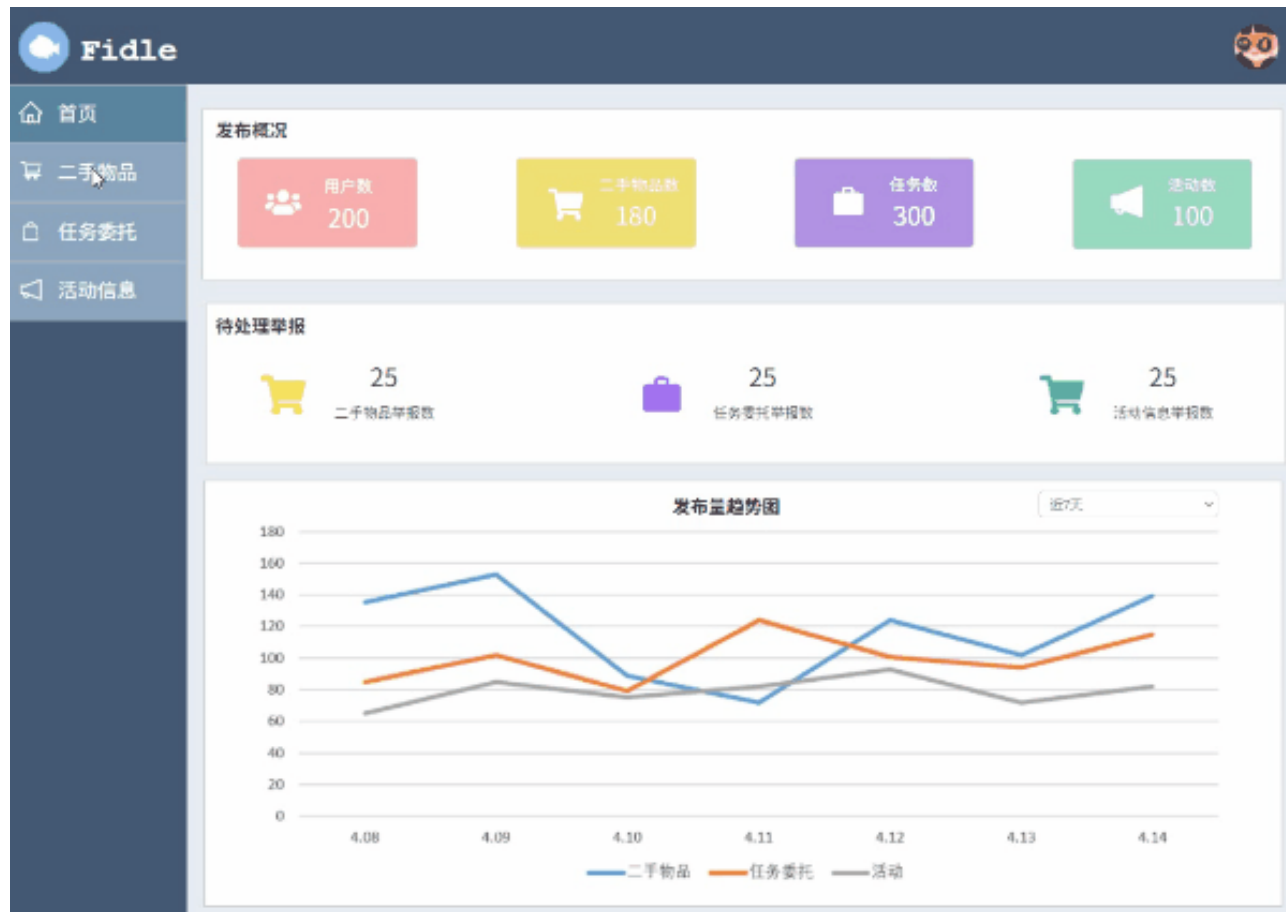 Fidle
首页
二手物品
任务委托
活动信息
发布概况
用户数
200
二手物品数
180
任务数
300
活动数
100
待处理举报
25
二手物品举报数
25
任务委托举报数
25
活动信息举报数
发布量趋势图
近7天
180
160
140
120
100
80
60
40
20
0
4.08 4.09 4.10 4.11 4.12 4.13 4.14
二手物品 任务委托 活动